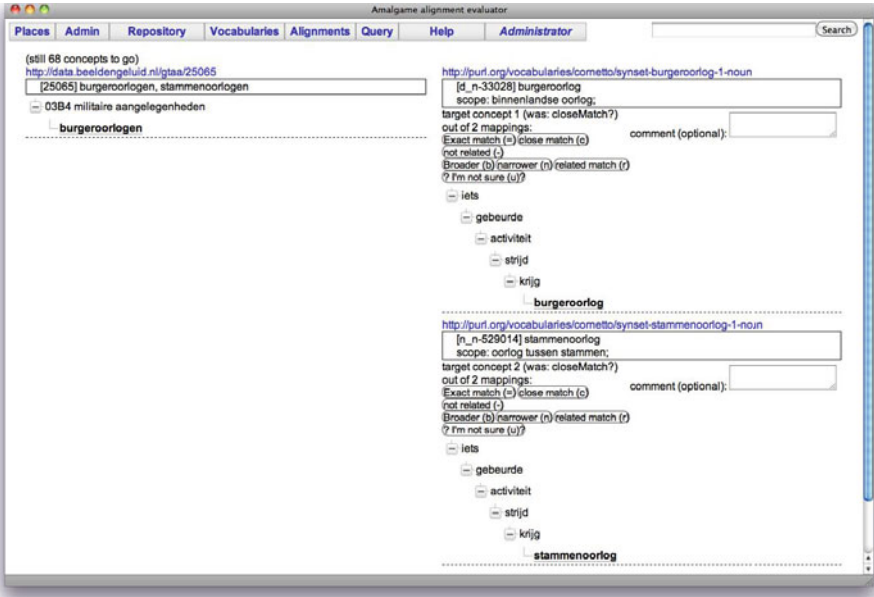 Amalgame alignment evaluator
Places Admin Repository Vocabularies Alignments Query Help Administrator Search
(still 68 concepts to go)
http://data.beeldengeluid.nl/gtaa/25065
[25065] burgeroorlogen, stammenoorlogen
03B4 militaire aangelegenheden
burgeroorlogen
http://purl.org/vocabularies/cornetto/synset-burgeroorlog-1-noun
[d_n-33028] burgeroorlog
scope: binnenlandse oorlog;
target concept 1 (was: closeMatch?)
out of 2 mappings:
comment (optional):
Exact match (=) close match (c)
not related (-)
Broader (b) narrower (n) related match (r)
? I'm not sure (u)?
iets
gebeurde
activiteit
strijd
krijg
burgeroorlog
http://purl.org/vocabularies/cornetto/synset-stammenoorlog-1-noun
[n_n-529014] stammenoorlog
scope: oorlog tussen stammen;
target concept 2 (was: closeMatch?)
out of 2 mappings:
comment (optional):
Exact match (=) close match (c)
not related (-)
Broader (b) narrower (n) related match (r)
? I'm not sure (u)?
iets
gebeurde
activiteit
strijd
krijg
stammenoorlog